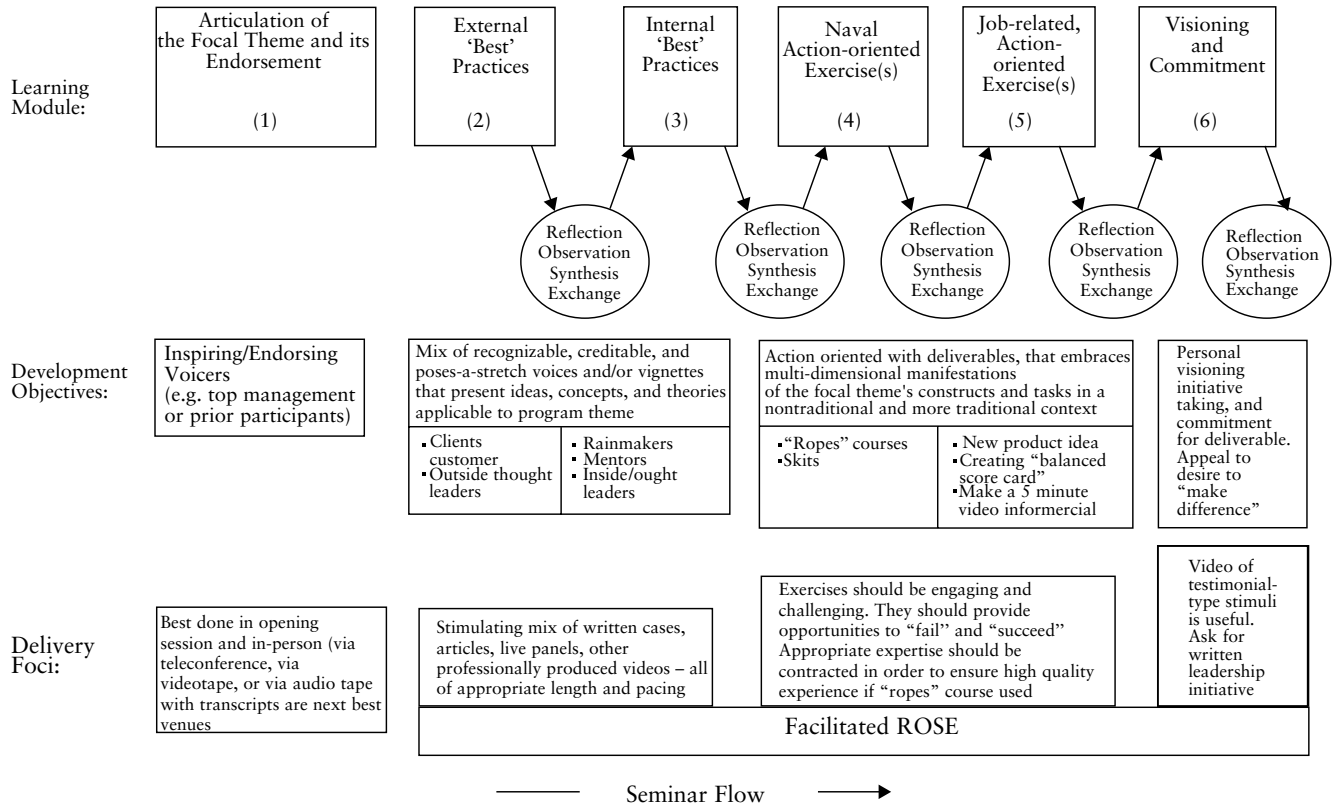 Learning
Module:
Articulation of
the Focal Theme and its
Endorsement
(1)
External
‘Best’
Practices
(2)
Internal
‘Best’
Practices
(3)
Naval
Action-oriented
Exercise(s)
(4)
Job-related,
Action-
oriented
Exercise(s)
(5)
Visioning
and
Commitment
(6)
Reflection
Observation
Synthesis
Exchange
Reflection
Observation
Synthesis
Exchange
Reflection
Observation
Synthesis
Exchange
Reflection
Observation
Synthesis
Exchange
Reflection
Observation
Synthesis
Exchange
Development
Objectives:
Inspiring/Endorsing
Voicers
(e.g. top management
or prior participants)
Mix of recognizable, creditable, and
poses-a-stretch voices and/or vignettes
that present ideas, concepts, and theories
applicable to program theme
▪ Clients
customer
▪ Outside thought
leaders
▪ Rainmakers
▪ Mentors
▪ Inside/ought
leaders
Action oriented with deliverables, that embraces
multi-dimensional manifestations
of the focal theme's constructs and tasks in a
nontraditional and more traditional context
▪ “Ropes” courses
▪ Skits
▪ New product idea
▪ Creating “balanced
score card”
▪ Make a 5 minute
video informercial
Personal
visioning
initiative
taking, and
commitment
for deliverable.
Appeal to
desire to
“make
difference”
Delivery
Foci:
Best done in opening
session and in-person (via
teleconference, via
videotape, or via audio tape
with transcripts are next best
venues
Stimulating mix of written cases,
articles, live panels, other
professionally produced videos – all
of appropriate length and pacing
Exercises should be engaging and
challenging. They should provide
opportunities to “fail” and “succeed”
Appropriate expertise should be
contracted in order to ensure high quality
experience if “ropes” course used
Video of
testimonial-
type stimuli
is useful.
Ask for
written
leadership
initiative
Facilitated ROSE
Seminar Flow